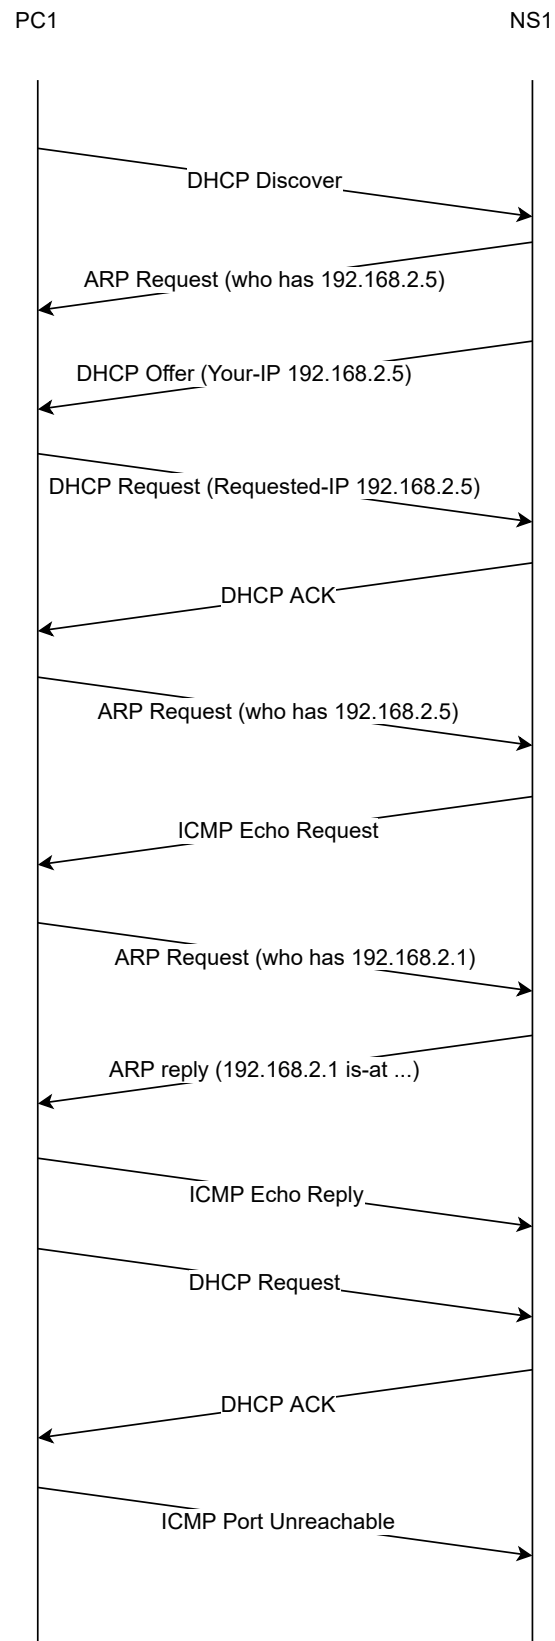 PC1
NS1
DHCP Discover
ARP Request (who has 192.168.2.5)
DHCP Offer (Your-IP 192.168.2.5)
DHCP Request (Requested-IP 192.168.2.5)
DHCP ACK
ARP Request (who has 192.168.2.5)
ICMP Echo Request
ARP Request (who has 192.168.2.1)
ARP reply (192.168.2.1 is-at ...)
ICMP Echo Reply
DHCP Request
DHCP ACK
ICMP Port Unreachable